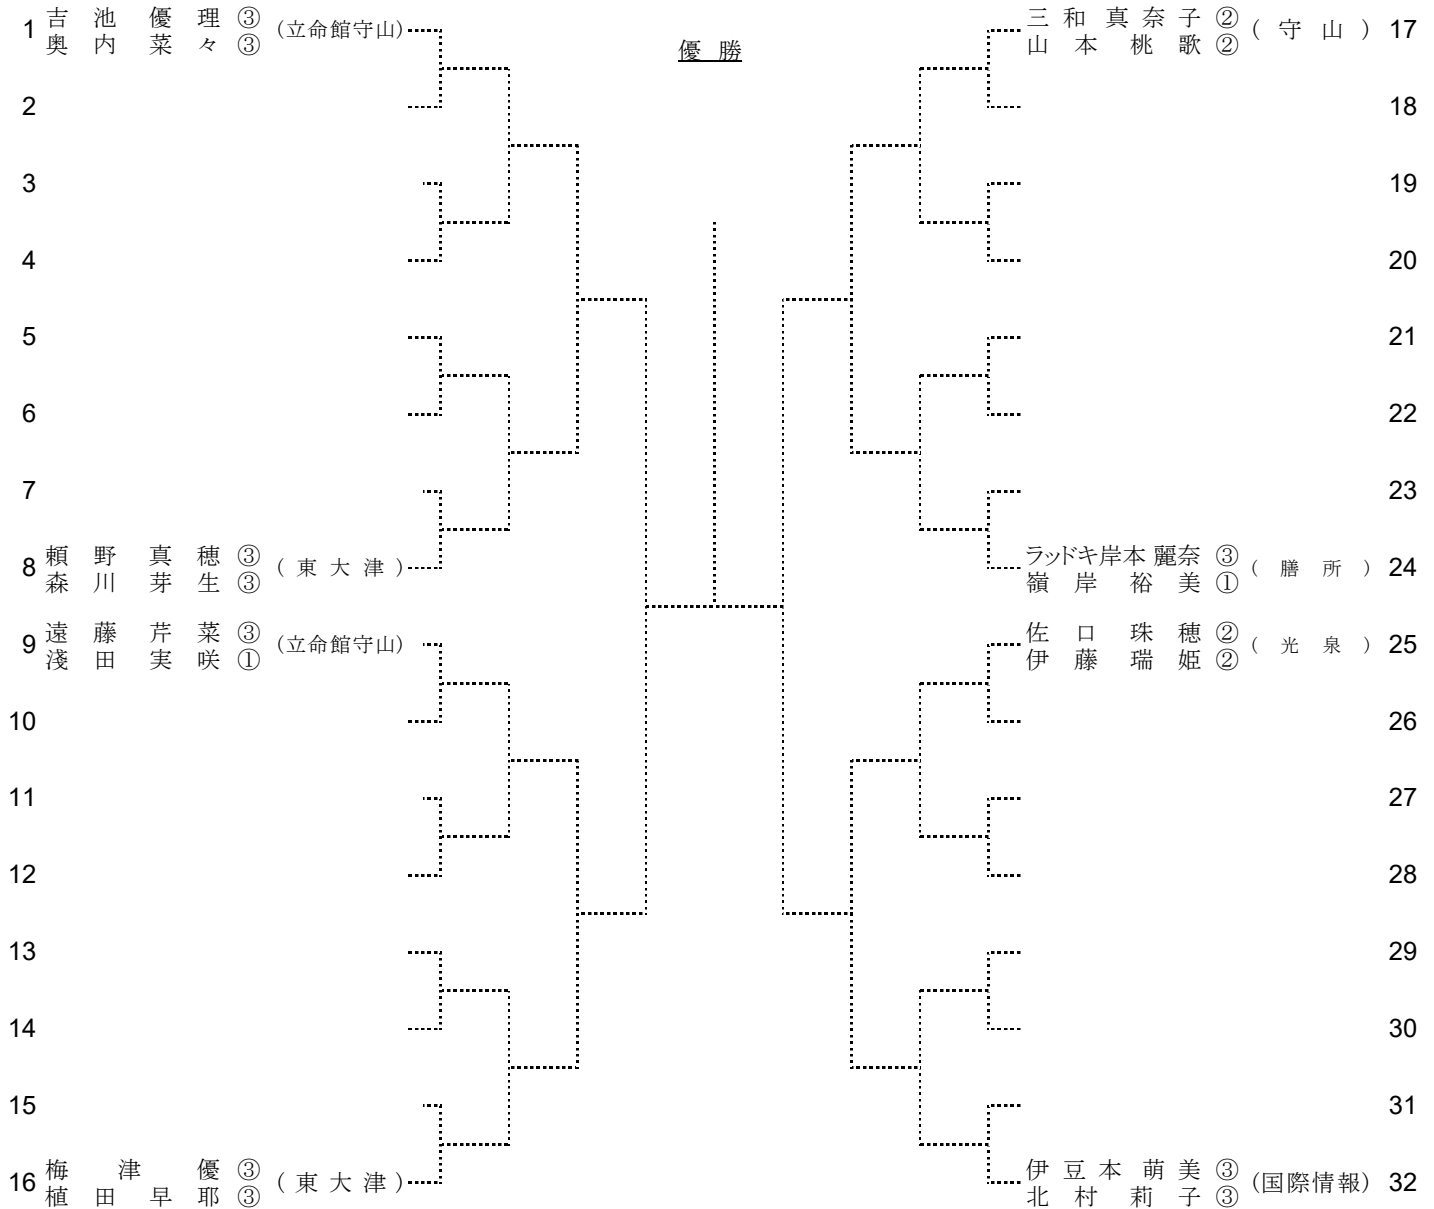 優 勝
1 吉池優理③ (立命館守山)
奥内菜々③
2
3
4
5
6
7
8 頼野真穂③ (東大津)
森川芽生③
9 遠藤芹菜③ (立命館守山)
淺田実咲①
10
11
12
13
14
15
16 梅津優③ (東大津)
植田早耶③
三和真奈子② (守山) 17
山本桃歌②
18
19
20
21
22
23
ラッドキ岸本麗奈③ (膳所) 24
嶺岸裕美①
佐口珠穂② (光泉) 25
伊藤瑞姫②
26
27
28
29
30
31
伊豆本萌美③ (国際情報) 32
北村莉子③